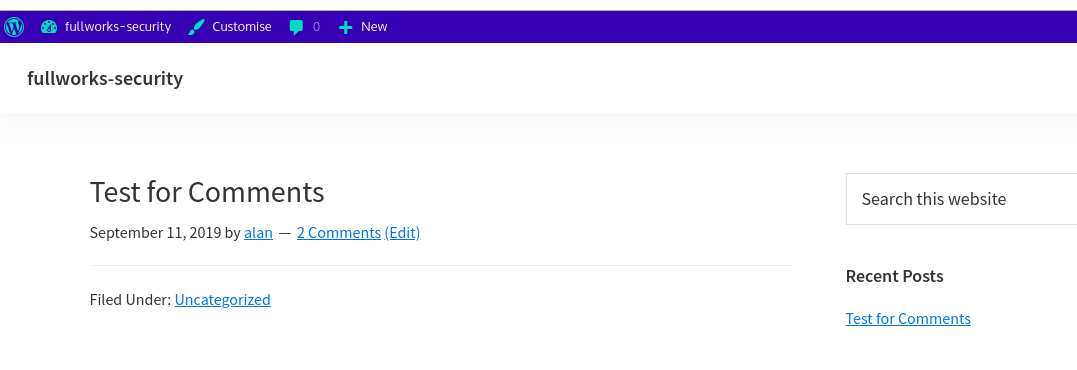 fullworks-security Customise 0 New
fullworks-security
Test for Comments
September 11, 2019 by alan — 2 Comments (Edit)
Filed Under: Uncategorized
Search this website
Recent Posts
Test for Comments